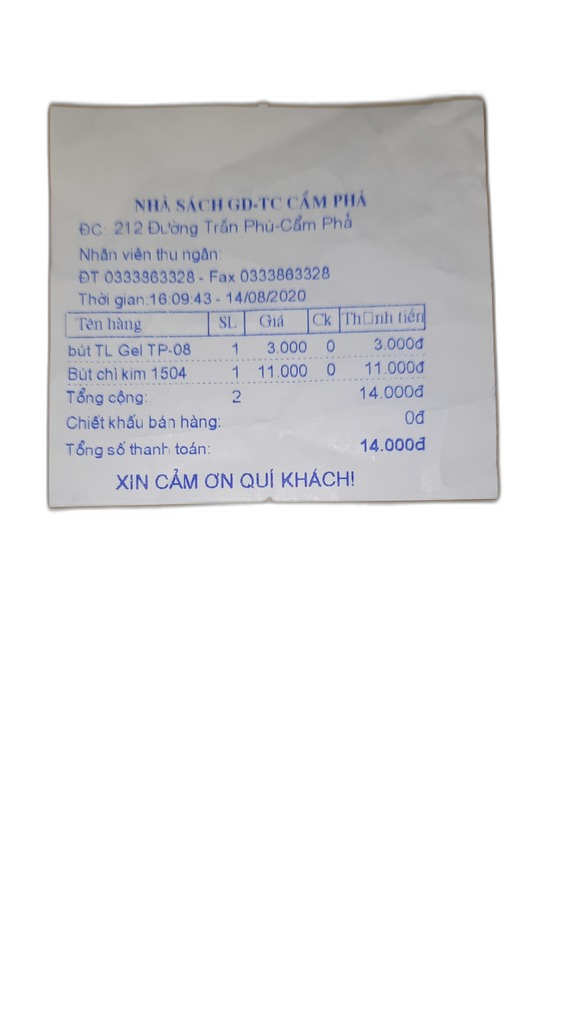 NHÀ SÁCH GD-TC CẨM PHẢ
ĐC: 212 Đường Trần Phú-Cẩm Phả
Nhân viên thu ngân:
ĐT 0333863328 - Fax 0333863328
Thời gian:16:09:43 - 14/08/2020
Tên hàng SL Giá Ck Th□nh tiền
bút TL Gel TP-08 1 3.000 0 3.000đ
Bút chì kim 1504 1 11.000 0 11.000đ
Tổng cộng: 2 14.000đ
Chiết khấu bán hàng: 0đ
Tổng số thanh toán: 14.000đ
XIN CẢM ƠN QUÍ KHÁCH!